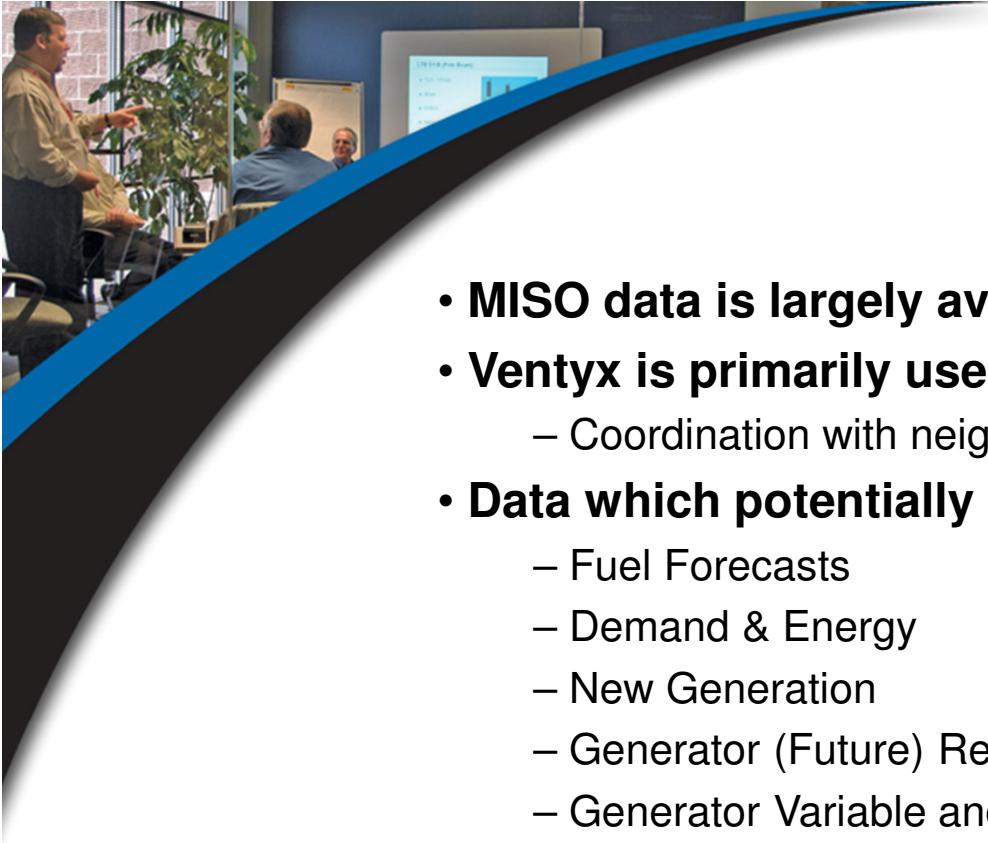 • MISO data is largely av
• Ventyx is primarily use
– Coordination with neig
• Data which potentially
– Fuel Forecasts
– Demand & Energy
– New Generation
– Generator (Future) Re
– Generator Variable an